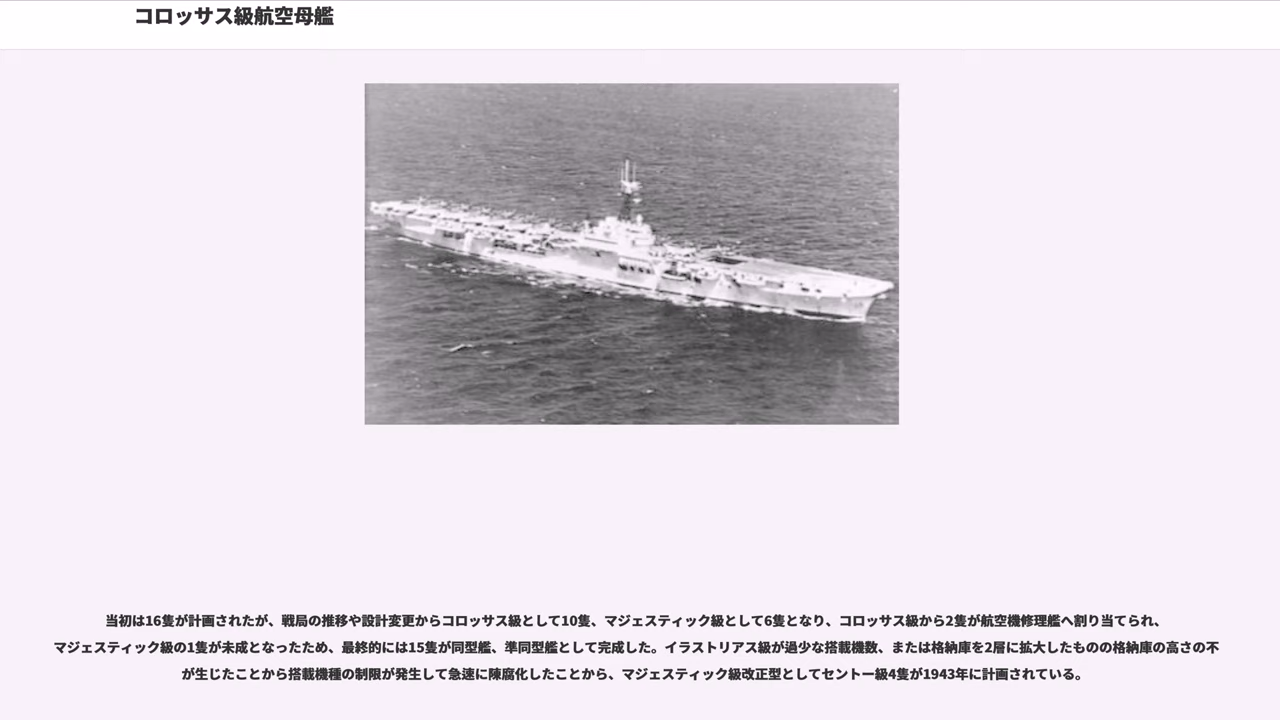 コロッサス級航空母艦
当初は16隻が計画されたが、戦局の推移や設計変更からコロッサス級として10隻、マジェスティック級として6隻となり、コロッサス級から2隻が航空機修理艦へ割り当てられ、
マジェスティック級の1隻が未成となったため、最終的には15隻が同型艦、準同型艦として完成した。イラストリアス級が過少な搭載機数、または格納庫を2層に拡大したものの格納庫の高さの不
が生じたことから搭載機種の制限が発生して急速に陳腐化したことから、マジェスティック級改正型としてセントー級4隻が1943年に計画されている。